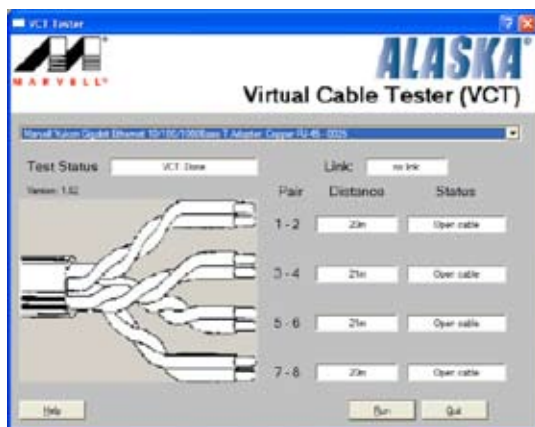 VCT Tester
MARVELL®
ALASKA®
Virtual Cable Tester (VCT)
Marvell Yukon Gigabit Ethernet 10/100/1000Base-T Adapter, Copper RJ-45 - 0025
Test Status VCT Done Link: no link
Version: 1.02
Pair Distance Status
1 - 2 20m Open cable
3 - 4 21m Open cable
5 - 6 21m Open cable
7 - 8 20m Open cable
Help Run Quit